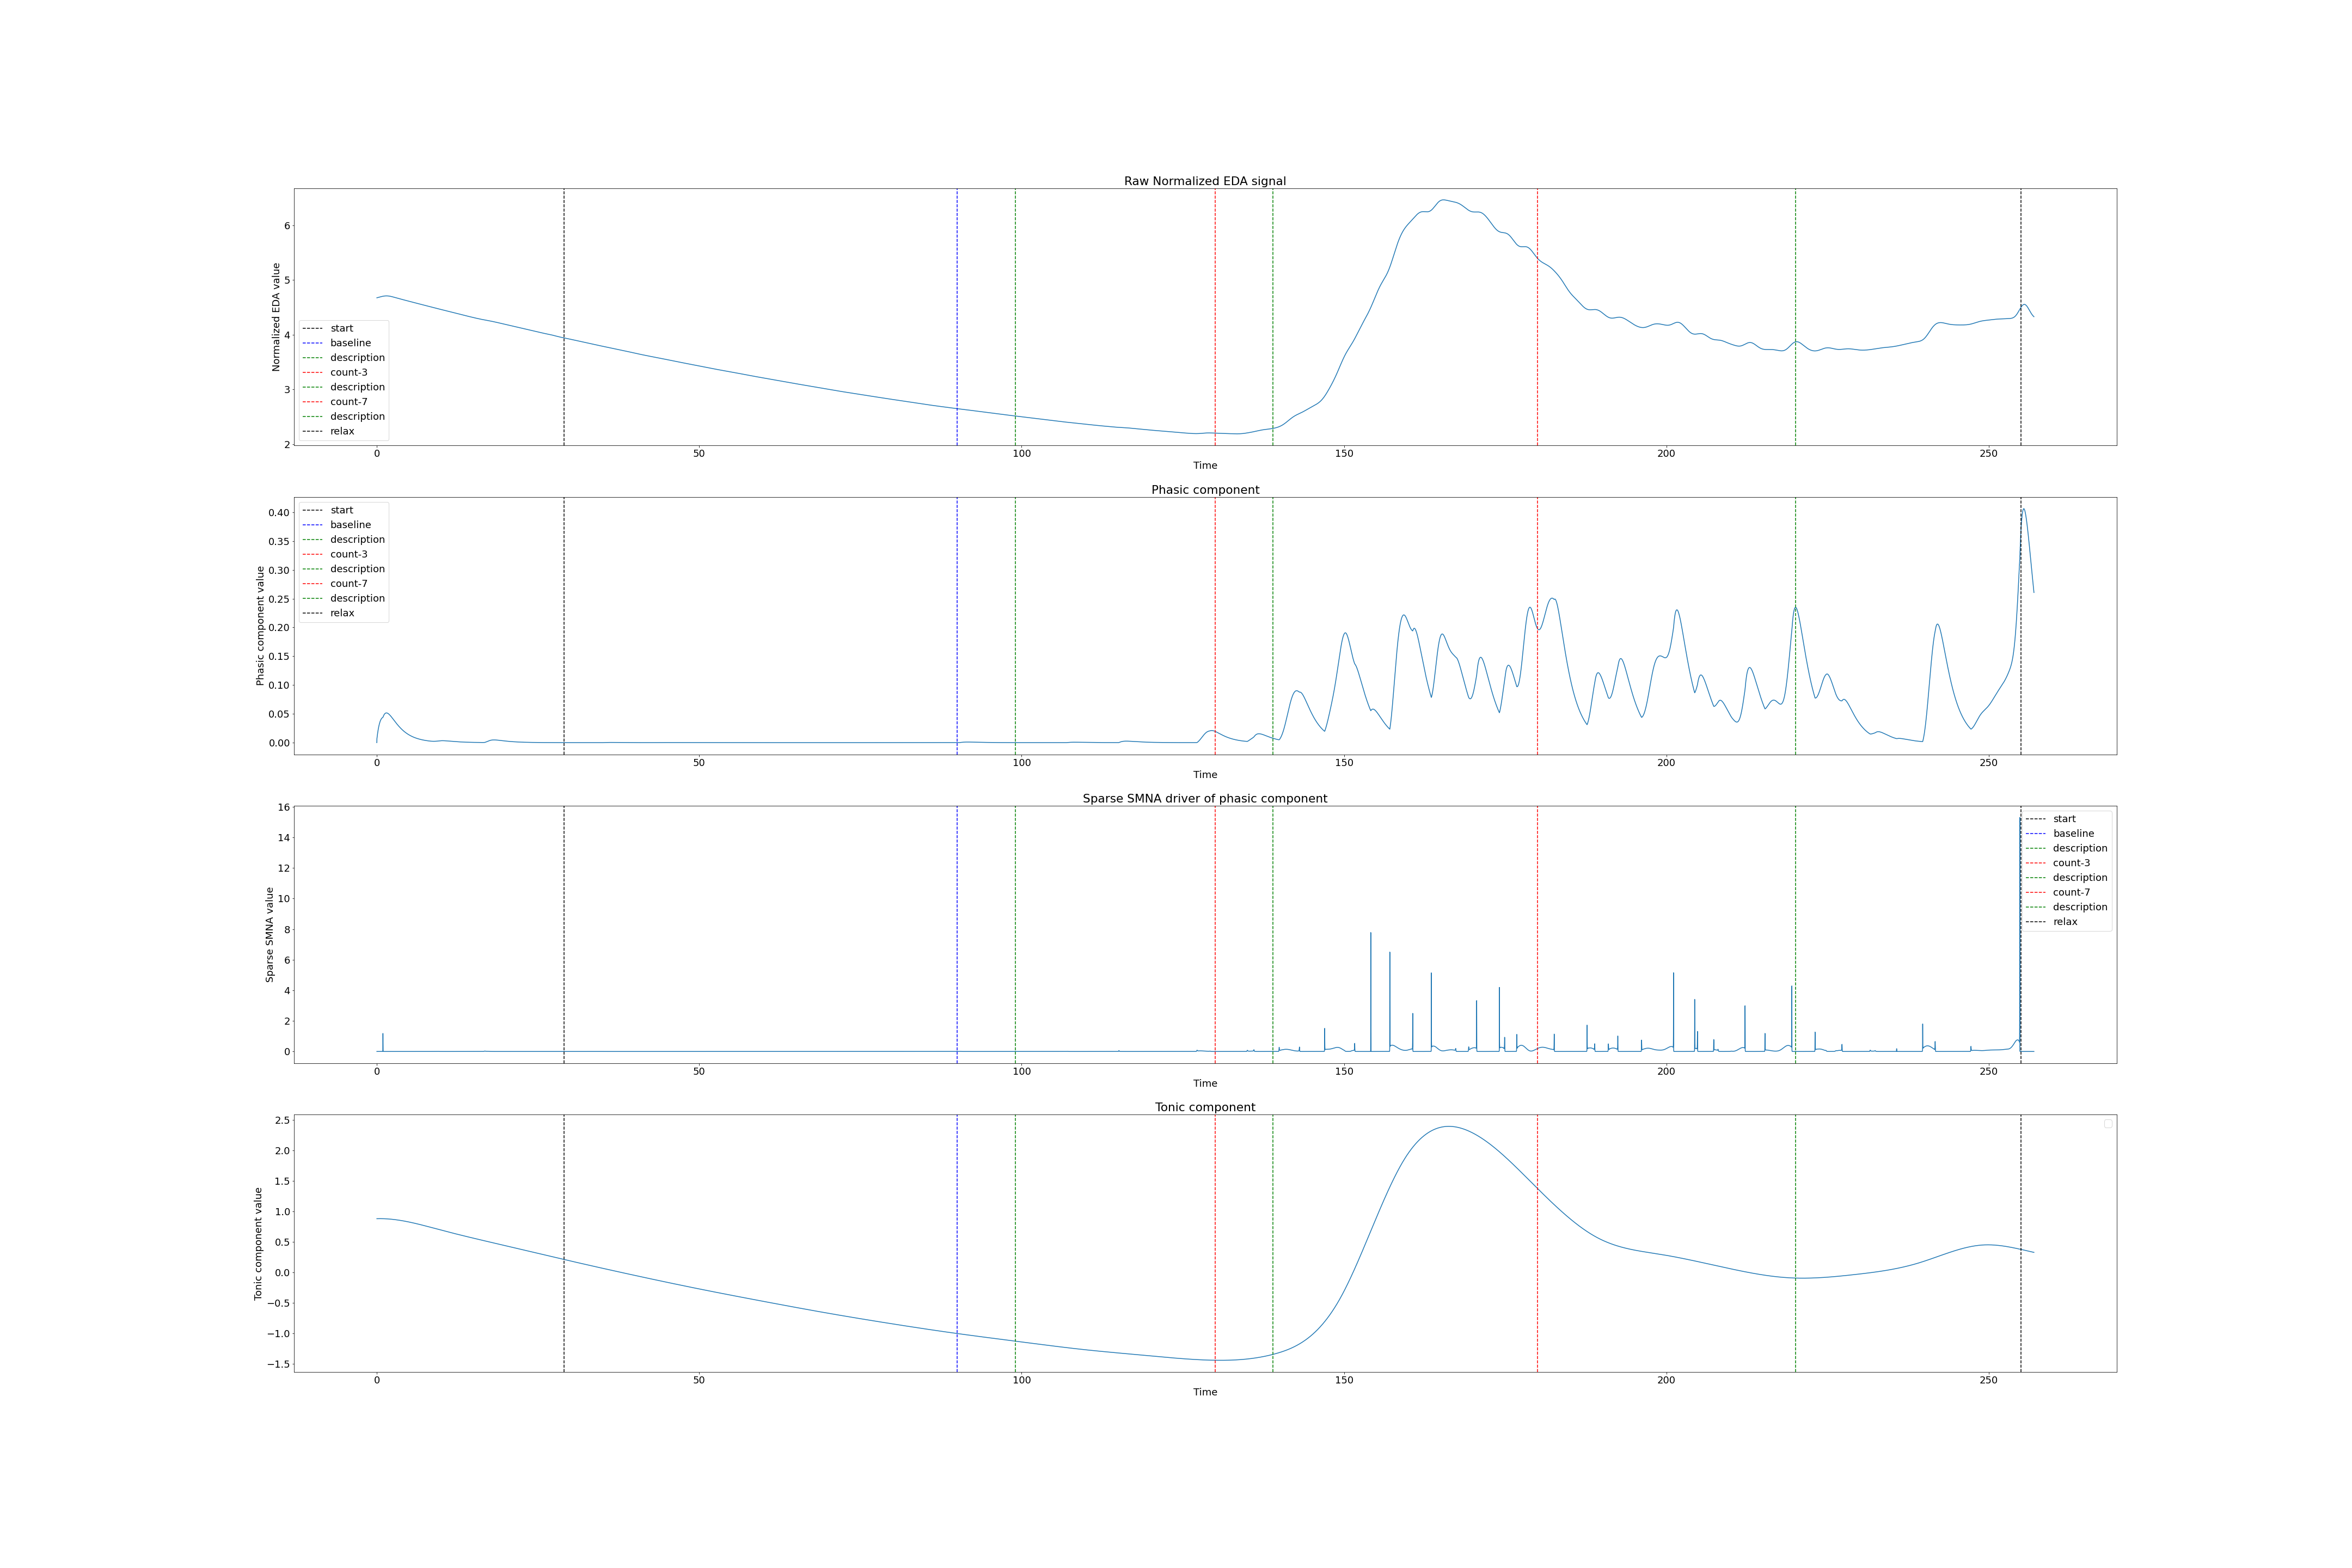 Raw Normalized EDA signal
Normalized EDA value
6
5
4
3
2
start
baseline
description
count-3
description
count-7
description
relax
0 50 100 150 200 250
Time
Phasic component
Phasic component value
0.40
0.35
0.30
0.25
0.20
0.15
0.10
0.05
0.00
start
baseline
description
count-3
description
count-7
description
relax
0 50 100 150 200 250
Time
Sparse SMNA driver of phasic component
Sparse SMNA value
16
14
12
10
8
6
4
2
0
start
baseline
description
count-3
description
count-7
description
relax
0 50 100 150 200 250
Time
Tonic component
Tonic component value
2.5
2.0
1.5
1.0
0.5
0.0
−0.5
−1.0
−1.5
0 50 100 150 200 250
Time